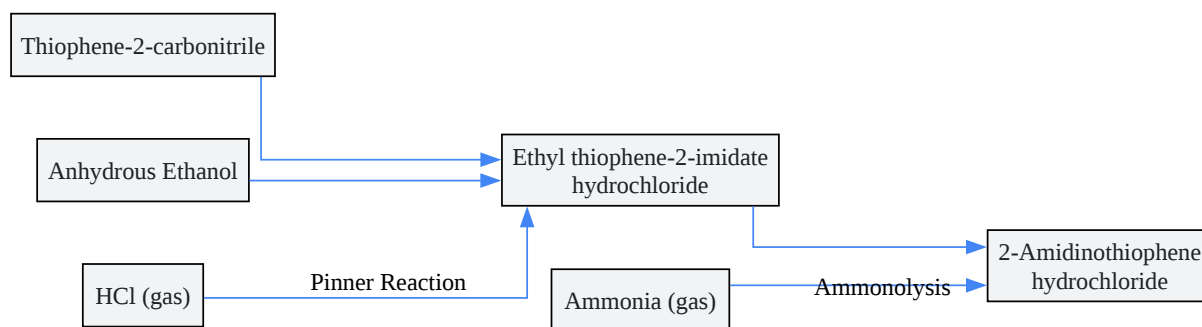 Thiophene-2-carbonitrile
Anhydrous Ethanol
Ethyl thiophene-2-imidate
hydrochloride
HCl (gas)
Pinner Reaction
Ammonia (gas)
Ammonolysis
2-Amidinothiophene
hydrochloride